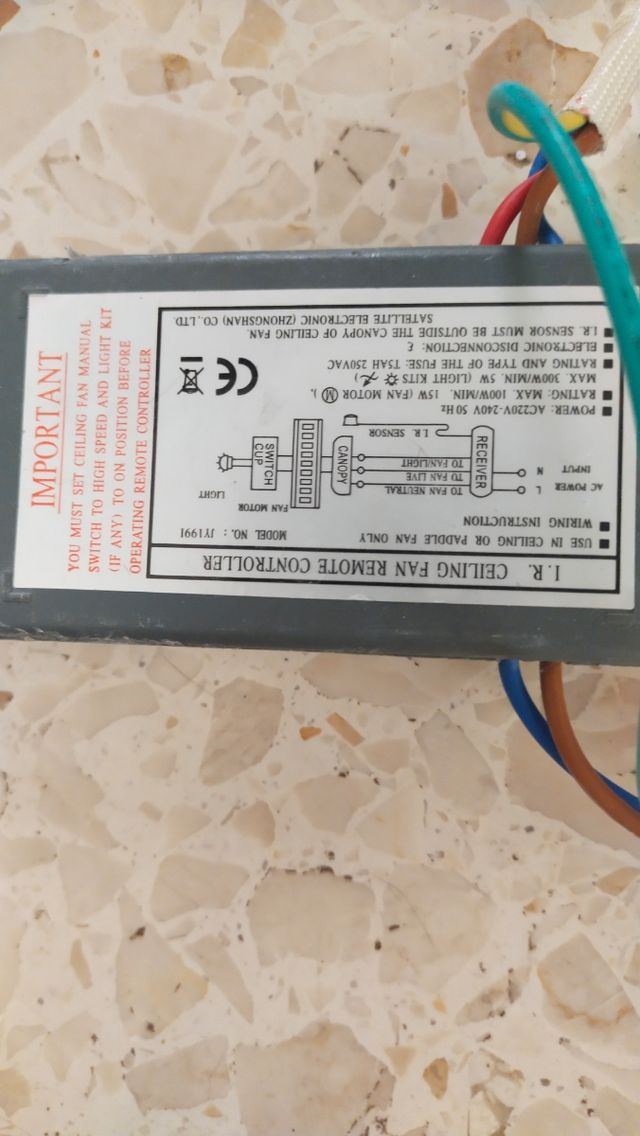 I.R. CEILING FAN REMOTE CONTROLLER
■ USE IN CEILING OR PADDLE FAN ONLY
MODEL NO. : JY1991
■ WIRING INSTRUCTION
AC POWER
INPUT
L
N
RECEIVER
TO FAN NEUTRAL
TO FAN LIVE
TO FAN/LIGHT
I.R. SENSOR
CANOPY
FAN MOTOR
SWITCH
CUP
LIGHT
■ POWER: AC220V-240V 50Hz
■ RATING: MAX. 100W/MIN. 15W (FAN MOTOR Ⓜ ),
MAX. 300W/MIN. 5W (LIGHT KITS )
■ RATING AND TYPE OF THE FUSE: T5AH 250VAC
■ ELECTRONIC DISCONNECTION: ε
■ I.R. SENSOR MUST BE OUTSIDE THE CANOPY OF CEILING FAN.
SATELLITE ELECTRONIC (ZHONGSHAN) CO., LTD.
CE
IMPORTANT
YOU MUST SET CEILING FAN MANUAL
SWITCH TO HIGH SPEED AND LIGHT KIT
(IF ANY) TO ON POSITION BEFORE
OPERATING REMOTE CONTROLLER